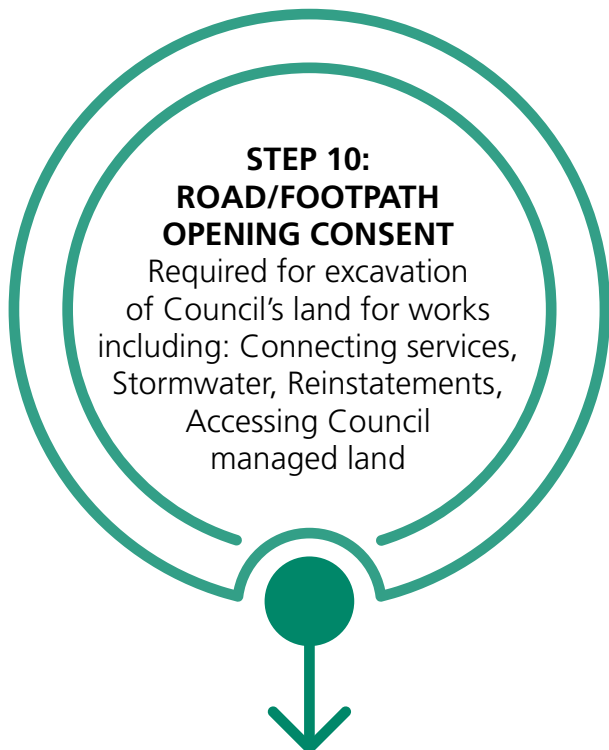 STEP 10:
ROAD/FOOTPATH
OPENING CONSENT
Required for excavation
of Council’s land for works
including: Connecting services,
Stormwater, Reinstatements,
Accessing Council
managed land